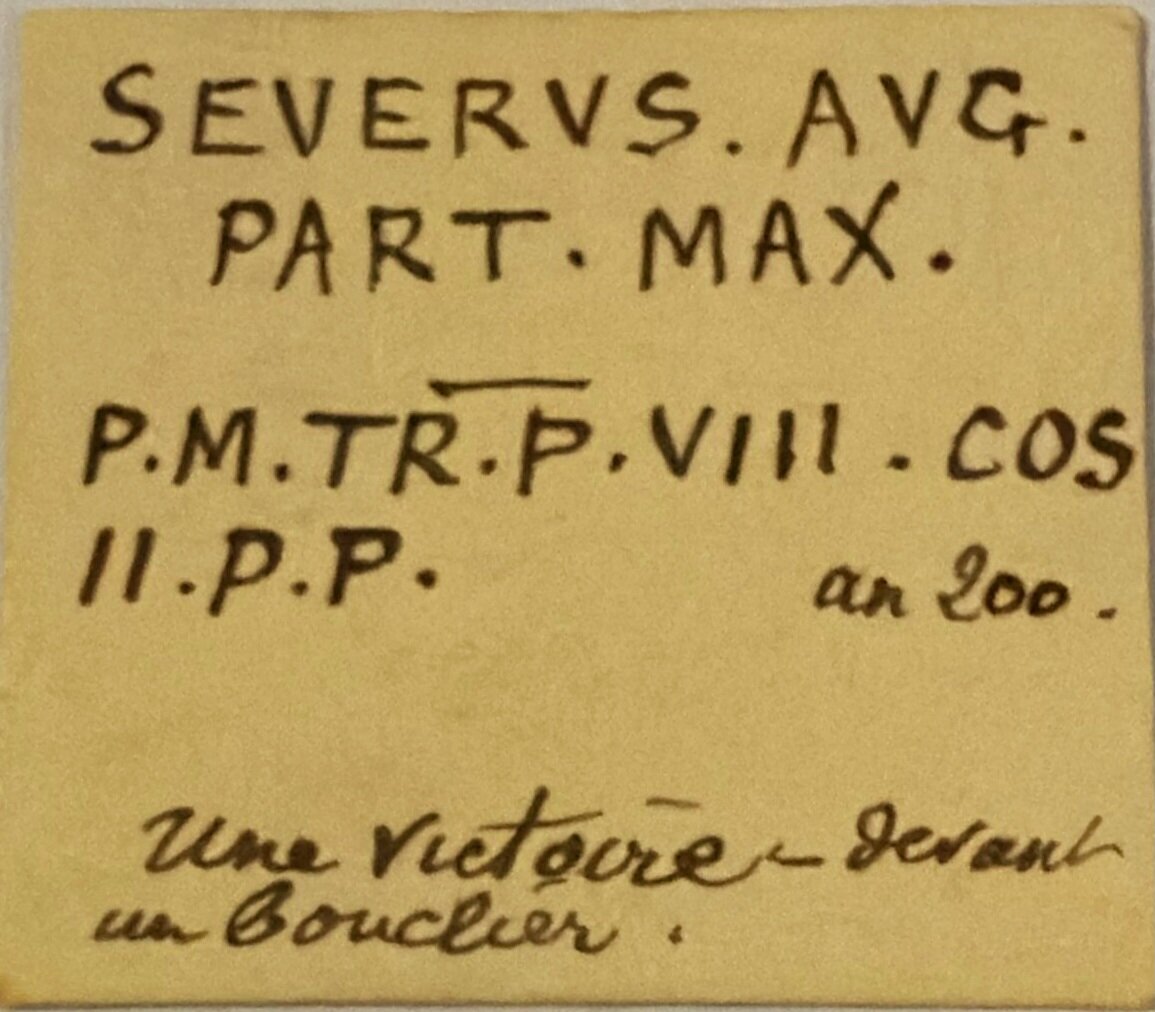 SEVERVS. AVG.
PART. MAX.
P.M.TR.P.VIII. COS
II.P.P.
an 200.
Une Victoire - devant
un Bouclier.